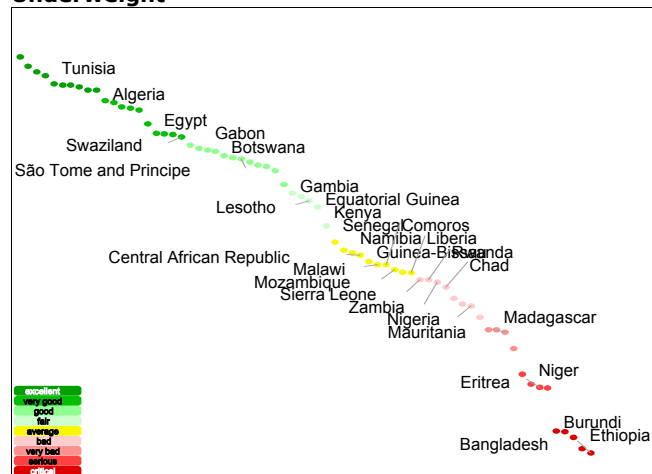 Underweight
Tunisia
Algeria
Egypt
Swaziland
Gabon
Botswana
São Tome and Principe
Gambia
Equatorial Guinea
Lesotho
Kenya
Senegal
Comoros
Namibia
Liberia
Guinea-Bissau
Rwanda
Central African Republic
Chad
Malawi
Mozambique
Sierra Leone
Zambia
Nigeria
Mauritania
Madagascar
Niger
Eritrea
Burundi
Ethiopia
Bangladesh
excellent
very good
good
fair
average
bad
very bad
serious
critical